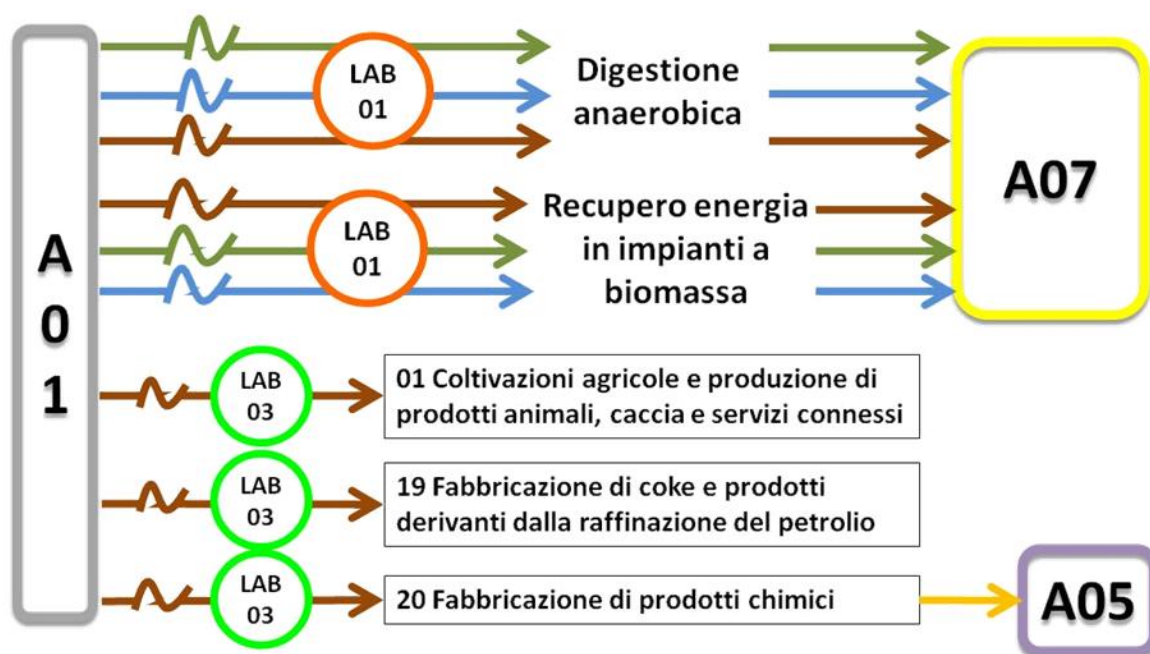 A
0
1
LAB
01
Digestione
anaerobica
A07
LAB
01
Recupero energia
in impianti a
biomassa
LAB
03
01 Coltivazioni agricole e produzione di
prodotti animali, caccia e servizi connessi
LAB
03
19 Fabbricazione di coke e prodotti
derivanti dalla raffinazione del petrolio
LAB
03
20 Fabbricazione di prodotti chimici
A05